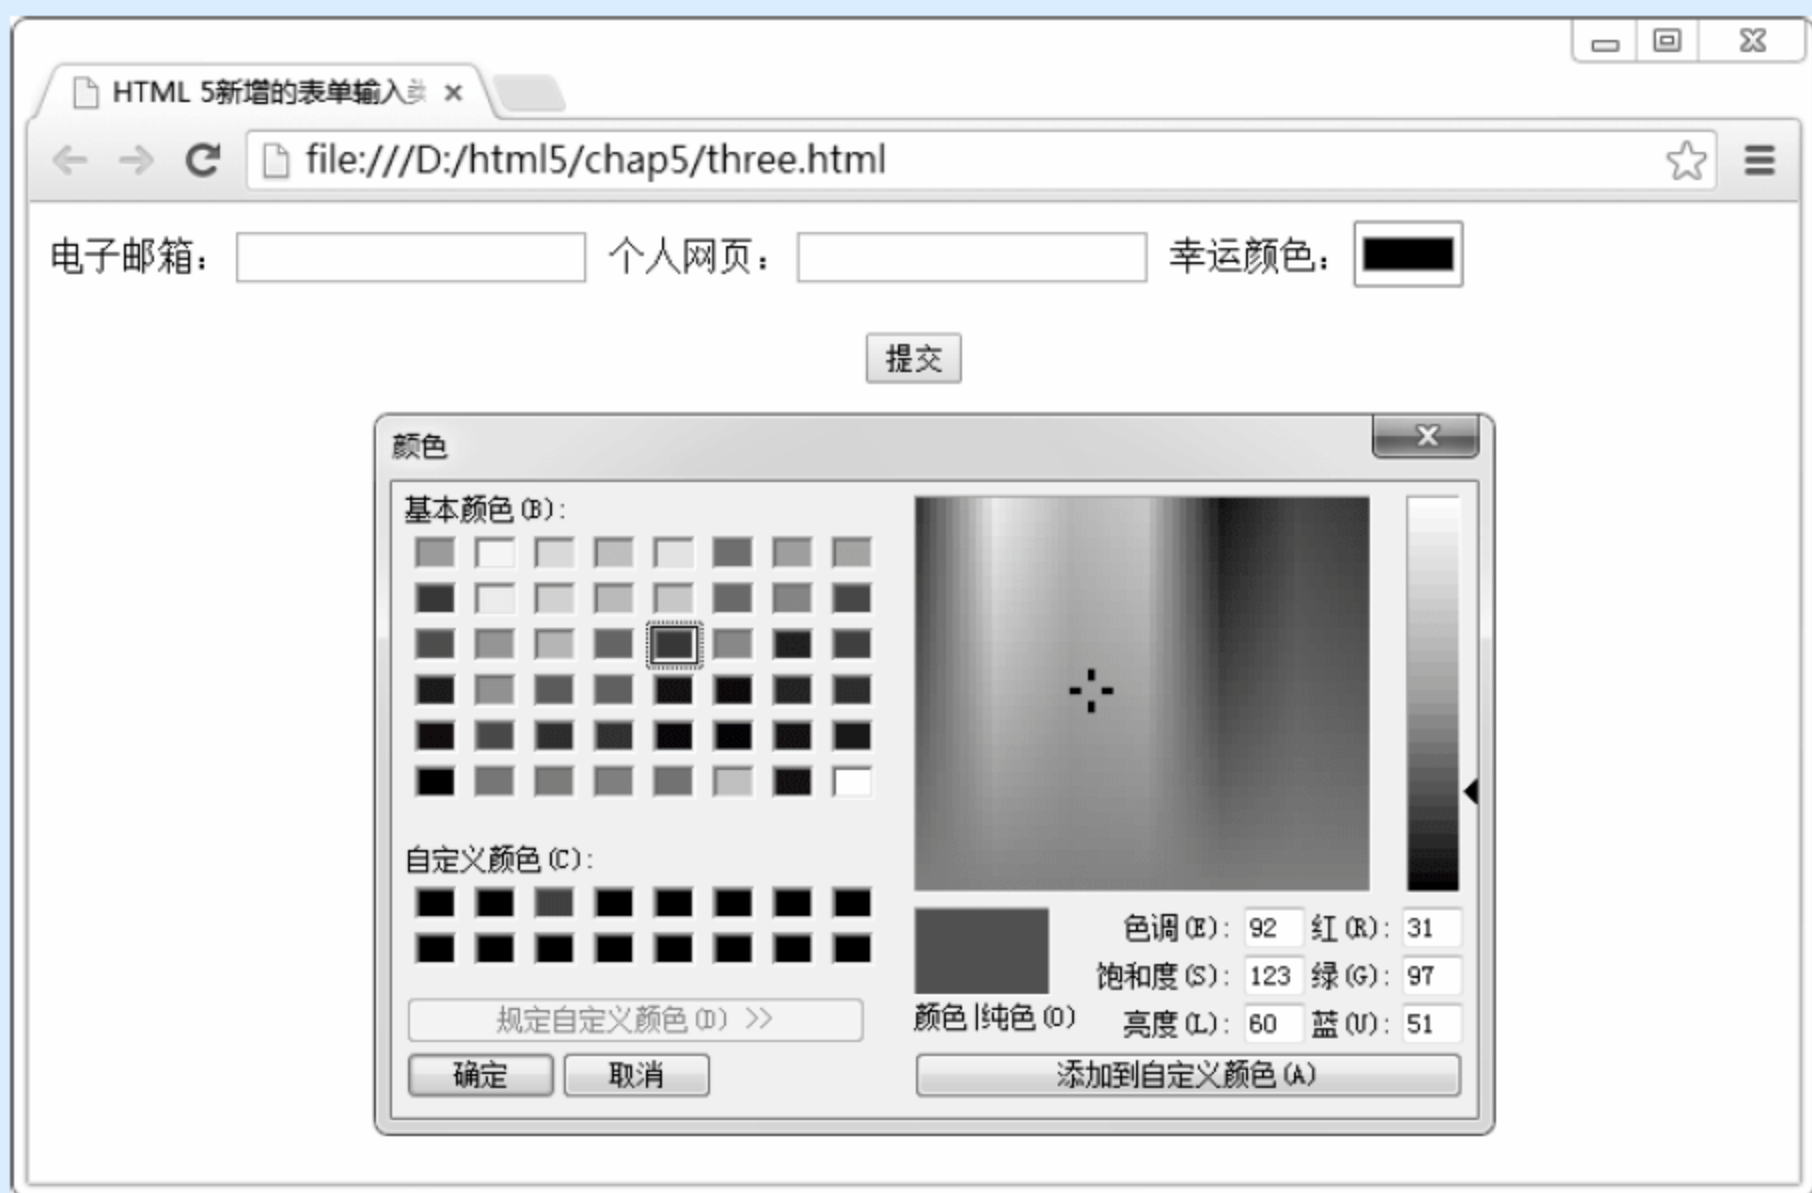 HTML 5新增的表单输入
file:///D:/html5/chap5/three.html
电子邮箱： 个人网页： 幸运颜色：
提交
颜色
基本颜色(B):
自定义颜色(C):
规定自定义颜色(D) >>
确定 取消
色调(E): 92 红(R): 31
饱和度(S): 123 绿(G): 97
颜色|纯色(O) 亮度(L): 60 蓝(U): 51
添加到自定义颜色(A)